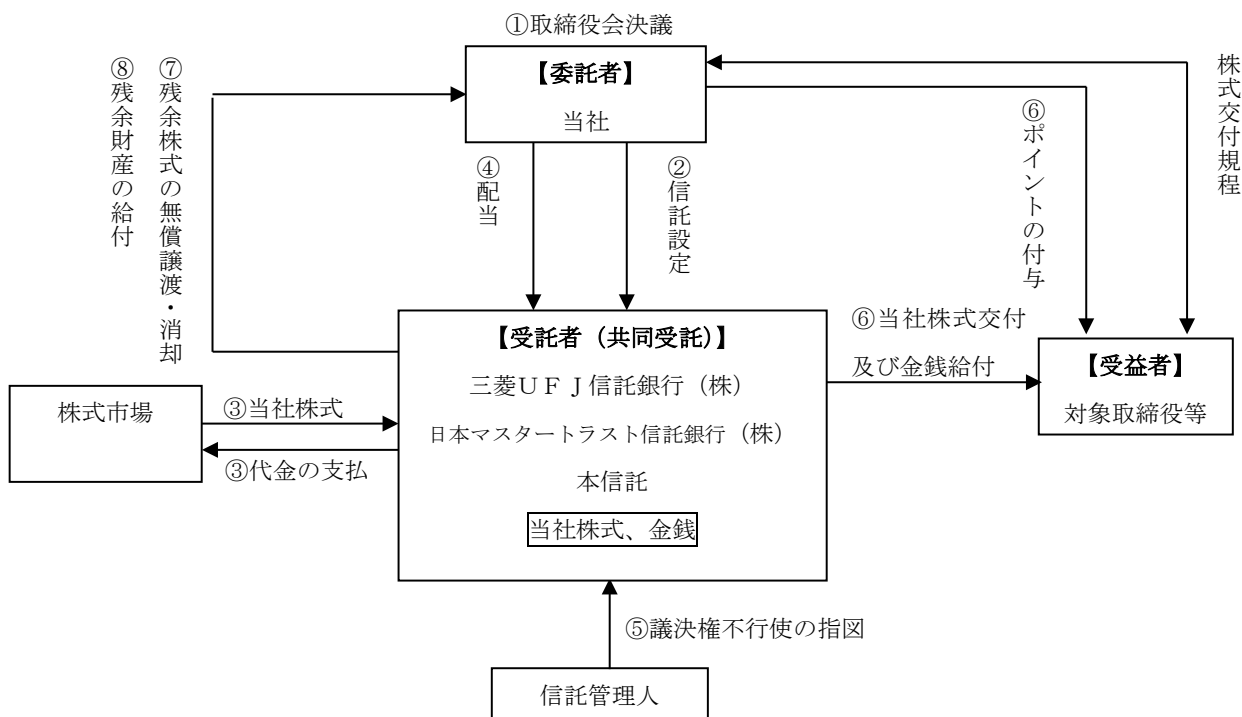 ①取締役会決議
【委託者】
当社
⑧残余財産の給付
⑦残余株式の無償譲渡・消却
④配当
②信託設定
⑥ポイントの付与
株式交付規程
【受託者（共同受託）】
三菱ＵＦＪ信託銀行（株）
日本マスタートラスト信託銀行（株）
本信託
当社株式、金銭
⑥当社株式交付
及び金銭給付
【受益者】
対象取締役等
株式市場
③当社株式
③代金の支払
⑤議決権不行使の指図
信託管理人